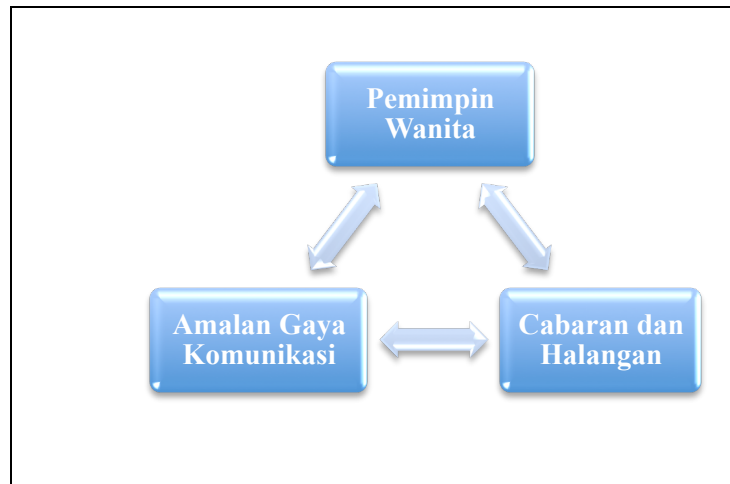 Pemimpin
Wanita
Amalan Gaya
Komunikasi
Cabaran dan
Halangan